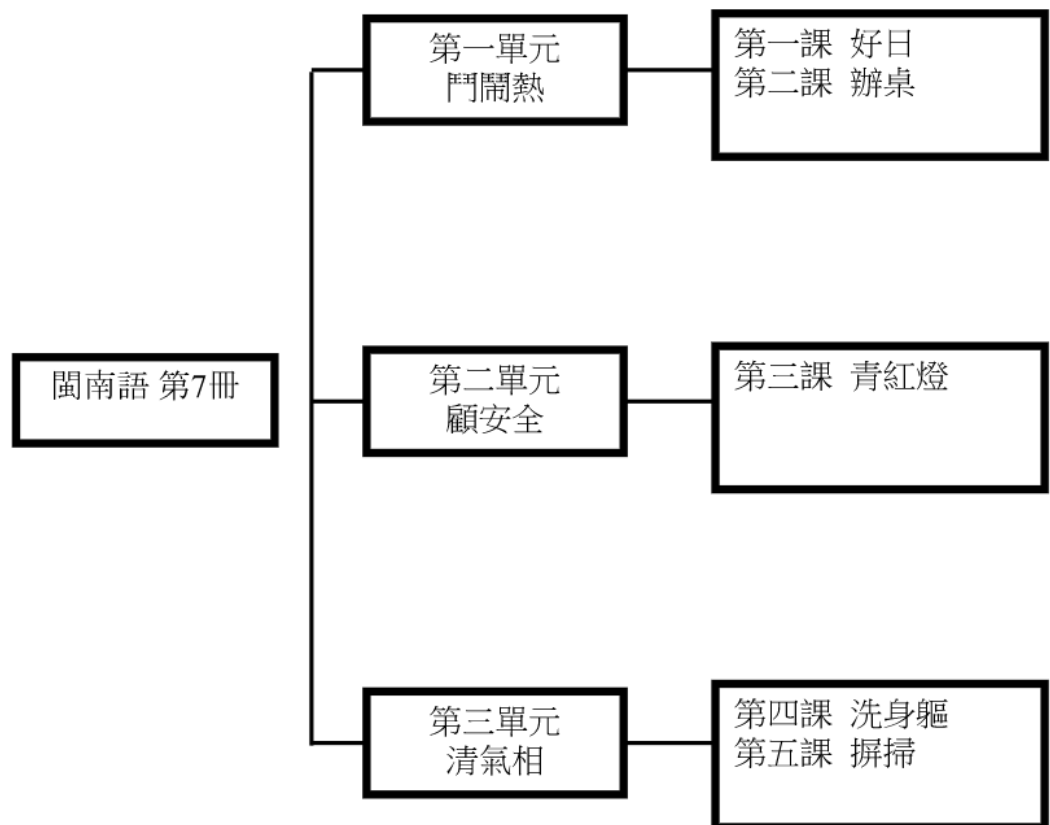 第一單元
鬥鬧熱
第一課 好日
第二課 辦桌
閩南語 第7冊
第二單元
顧安全
第三課 青紅燈
第三單元
清氣相
第四課 洗身軀
第五課 摒掃